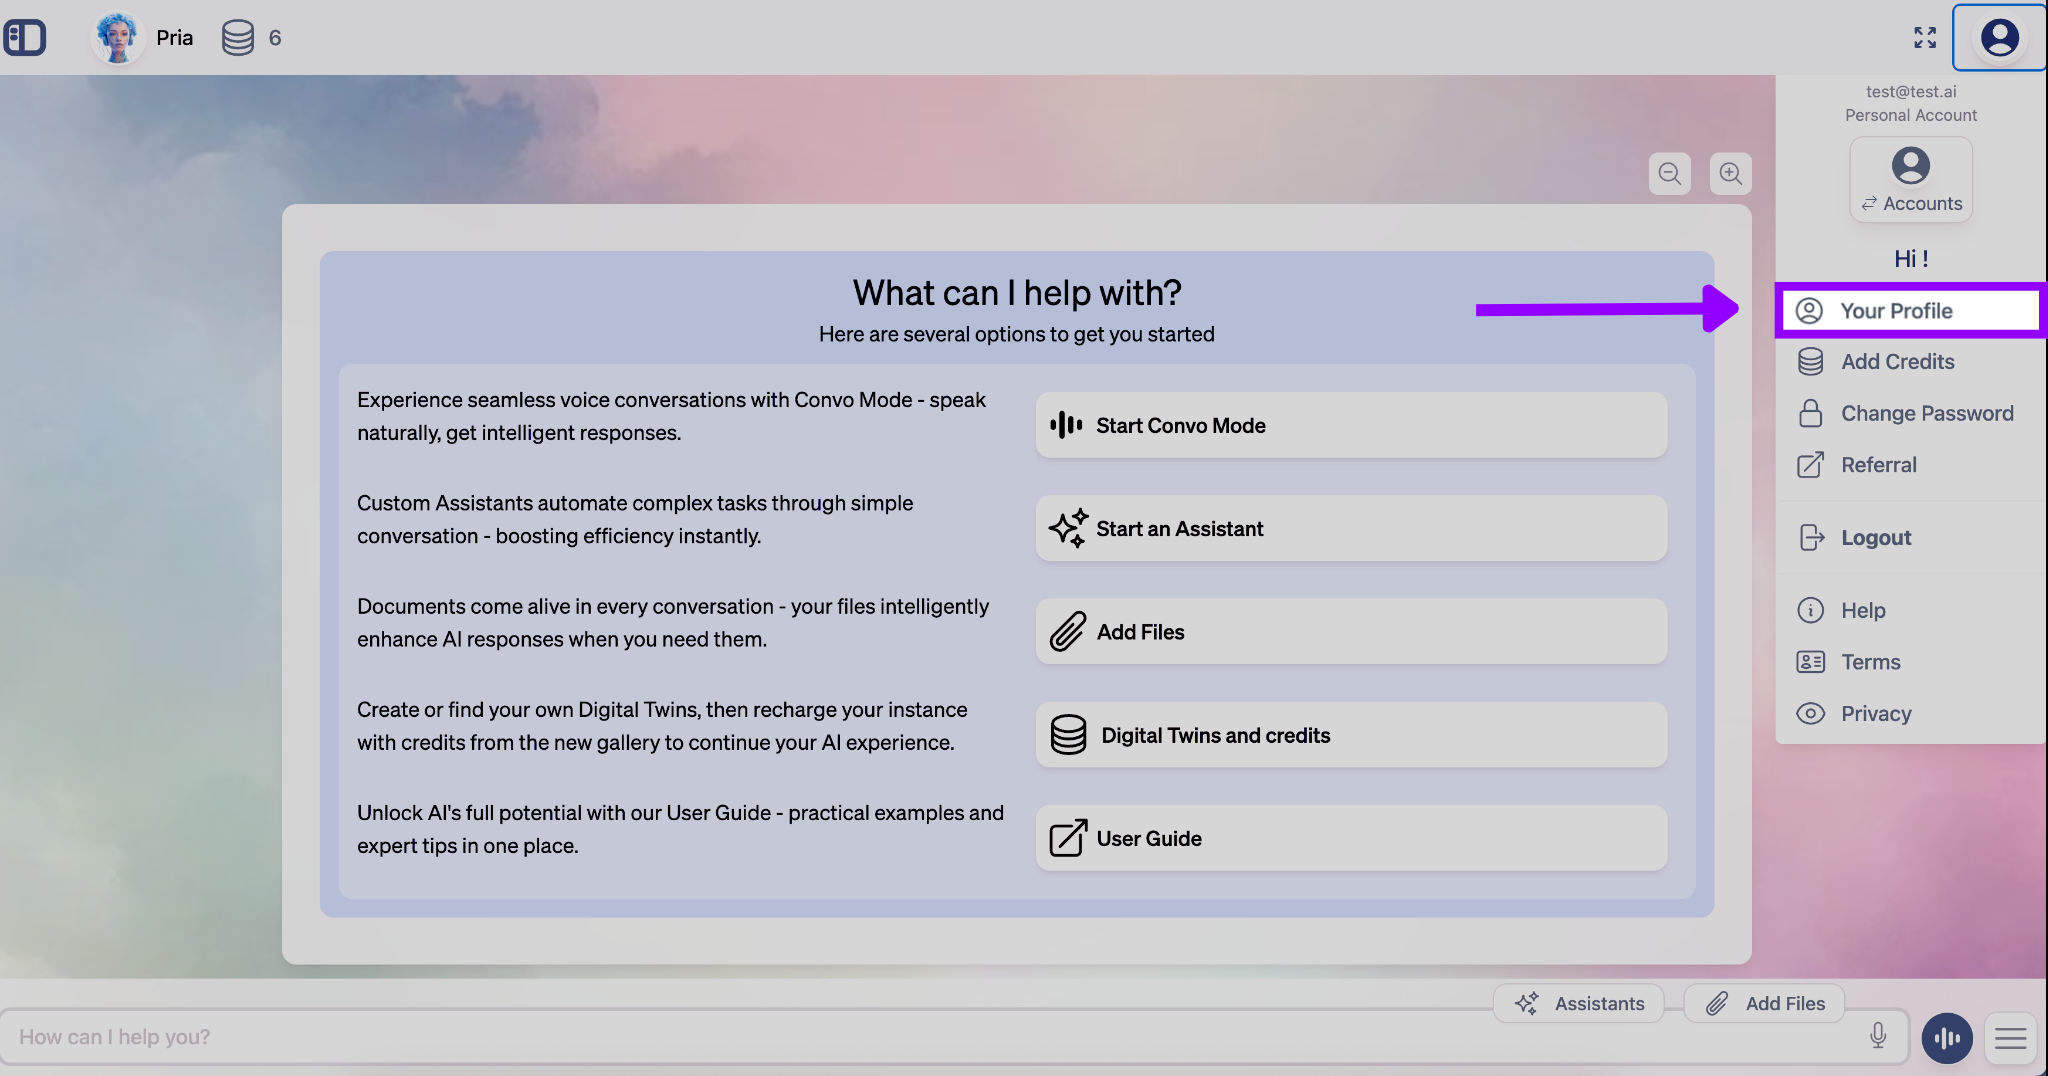 Pria
6
test@test.ai
Personal Account
Accounts
Hi !
Your Profile
Add Credits
Change Password
Referral
Logout
Help
Terms
Privacy
What can I help with?
Here are several options to get you started
Experience seamless voice conversations with Convo Mode - speak
naturally, get intelligent responses.
Start Convo Mode
Custom Assistants automate complex tasks through simple
conversation - boosting efficiency instantly.
Start an Assistant
Documents come alive in every conversation - your files intelligently
enhance AI responses when you need them.
Add Files
Create or find your own Digital Twins, then recharge your instance
with credits from the new gallery to continue your AI experience.
Digital Twins and credits
Unlock AI's full potential with our User Guide - practical examples and
expert tips in one place.
User Guide
Assistants
Add Files
How can I help you?